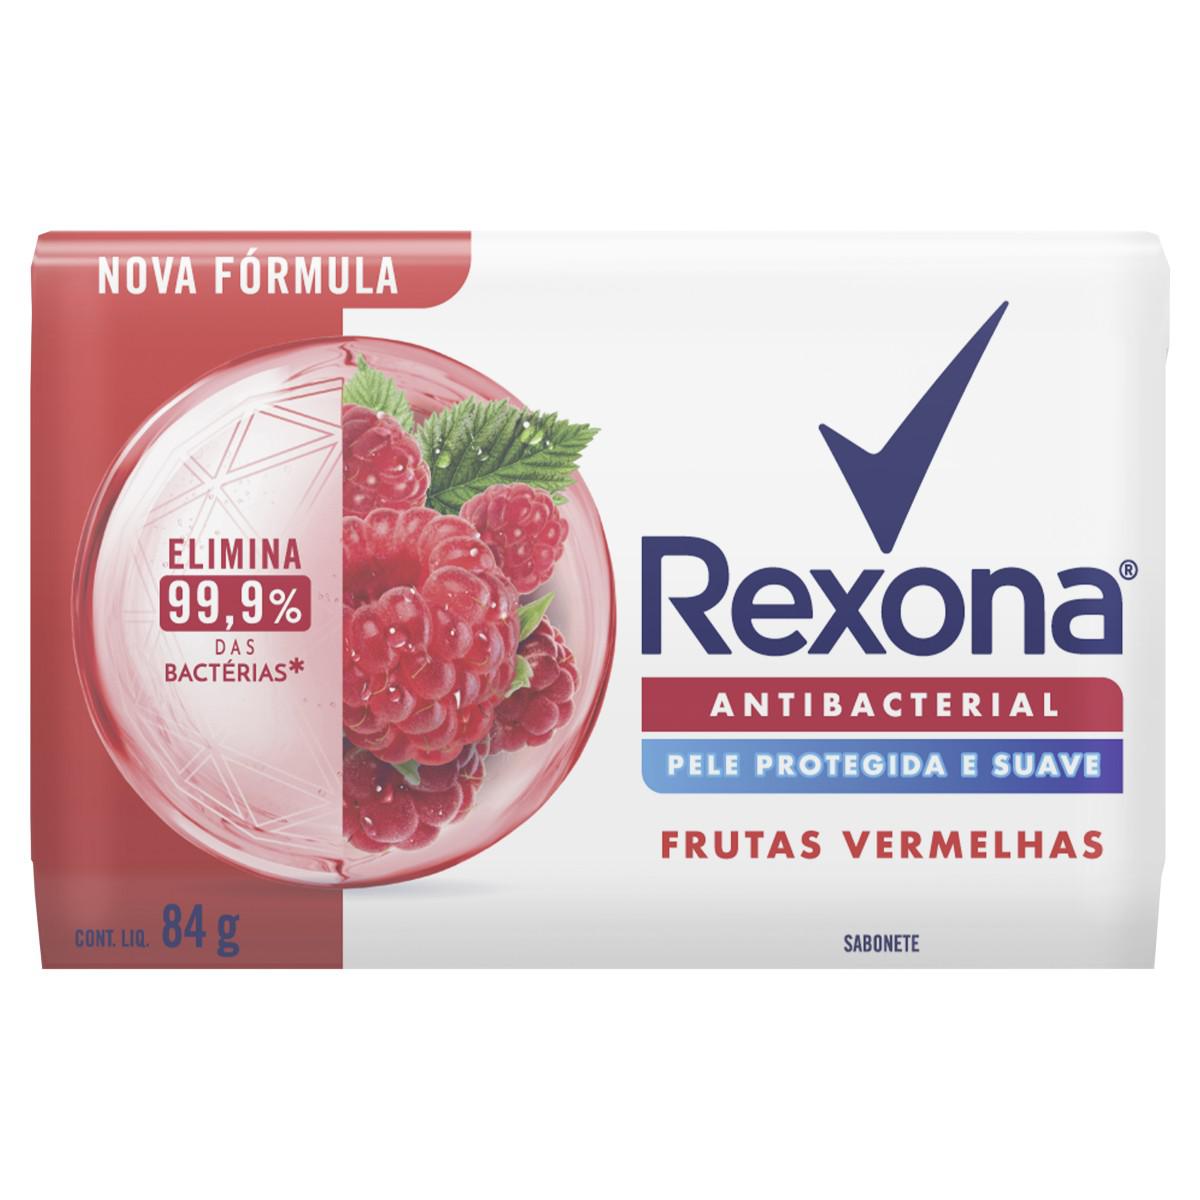 NOVA FÓRMULA
ELIMINA
99,9%
DAS
BACTÉRIAS*
Rexona®
ANTIBACTERIAL
PELE PROTEGIDA E SUAVE
FRUTAS VERMELHAS
CONT. LIQ. 84 g
SABONETE